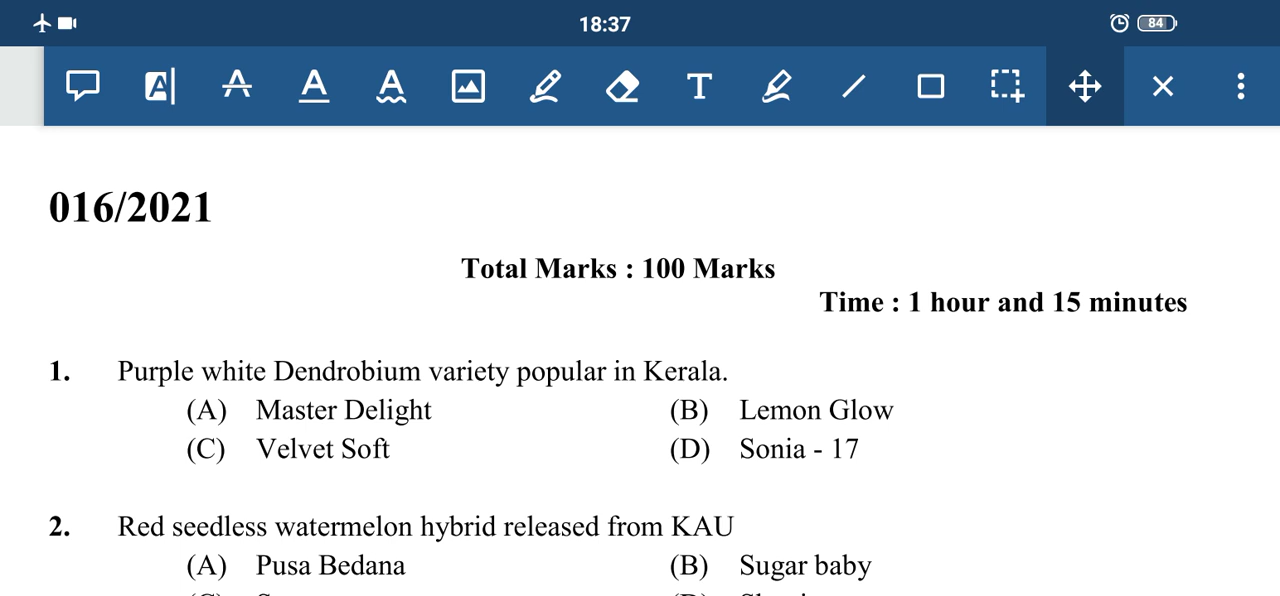 18:37
84
016/2021
Total Marks : 100 Marks
Time : 1 hour and 15 minutes
1. Purple white Dendrobium variety popular in Kerala.
(A) Master Delight (B) Lemon Glow
(C) Velvet Soft (D) Sonia - 17
2. Red seedless watermelon hybrid released from KAU
(A) Pusa Bedana (B) Sugar baby